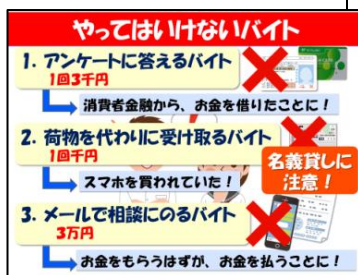 やってはいけないバイト
1. アンケートに答えるバイト
1回3千円
消費者金融から、お金を借りたことに！
2. 荷物を代わりに受け取るバイト
1回千円
スマホを買われていた！
名義貸しに
注意！
3. メールで相談にのるバイト
3万円
お金をもらうはずが、お金を払うことに！